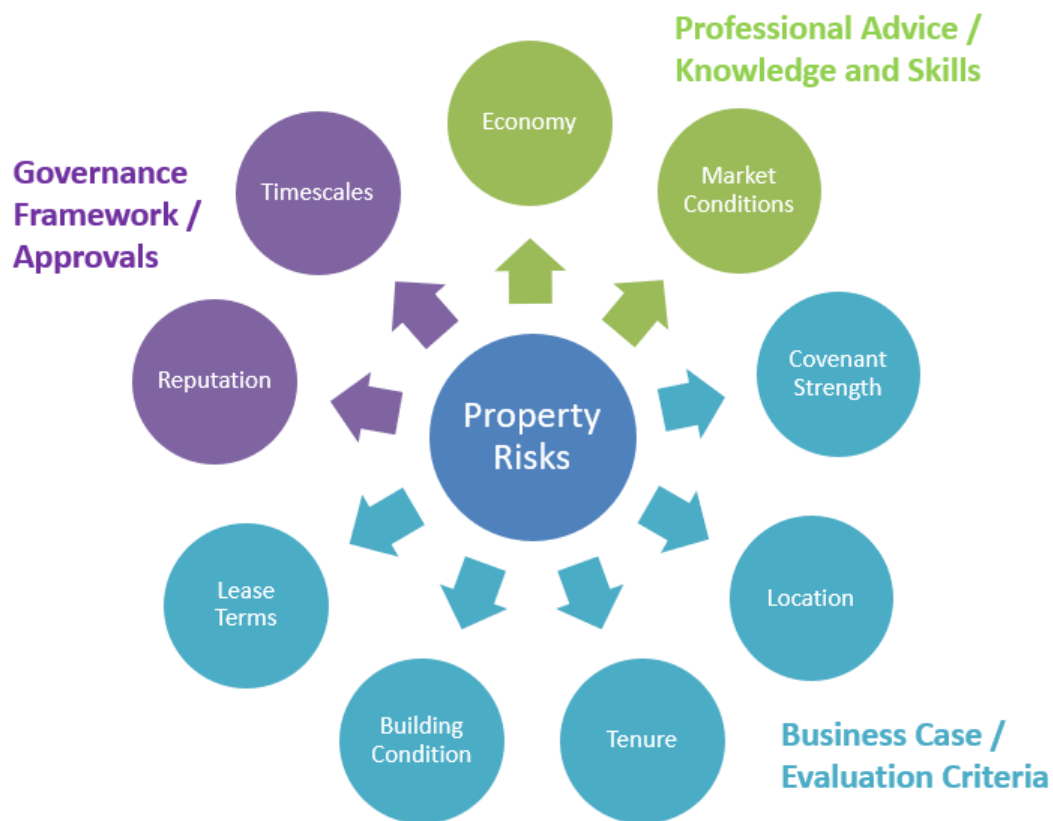 Professional Advice /
Knowledge and Skills
Economy
Market
Conditions
Governance
Framework /
Approvals
Timescales
Reputation
Property
Risks
Covenant
Strength
Lease
Terms
Location
Building
Condition
Tenure
Business Case /
Evaluation Criteria